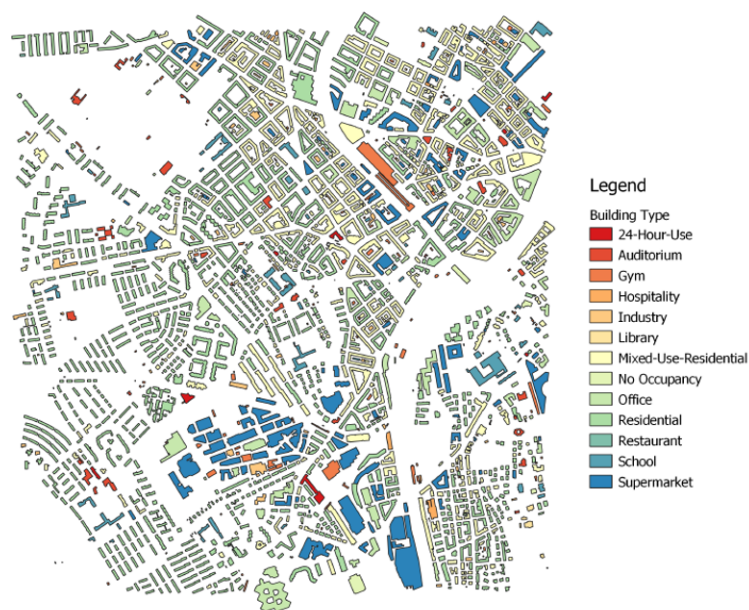 Legend
Building Type
24-Hour-Use
Auditorium
Gym
Hospitality
Industry
Library
Mixed-Use-Residential
No Occupancy
Office
Residential
Restaurant
School
Supermarket